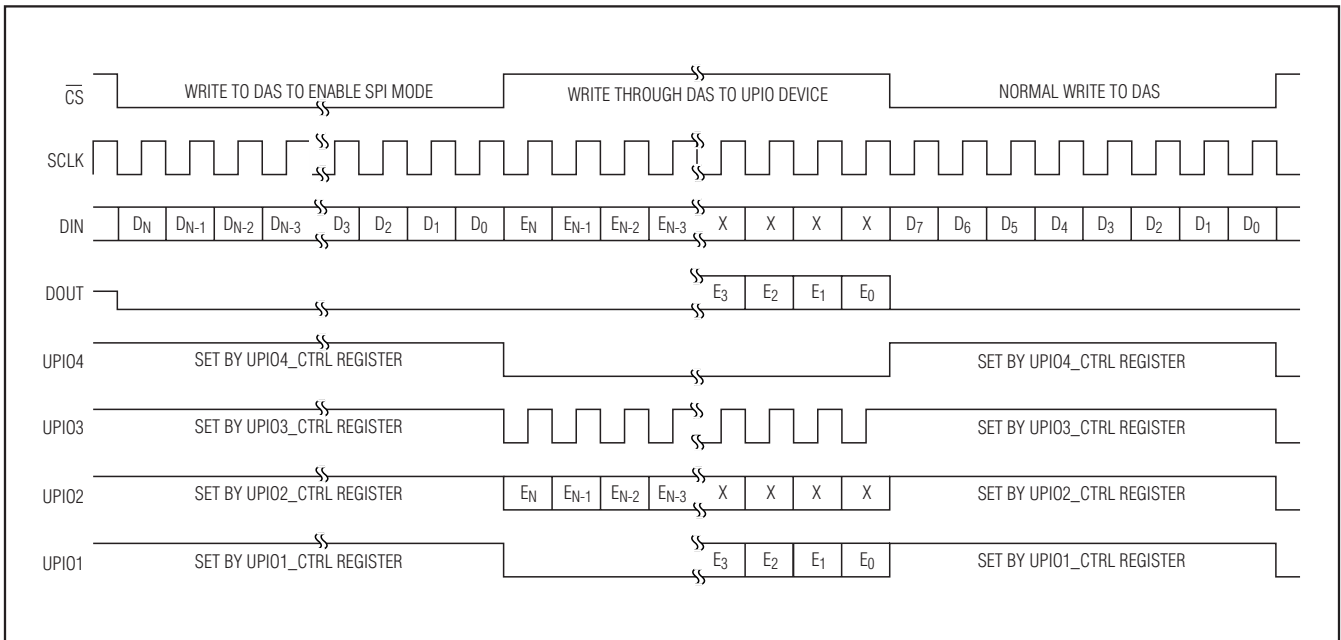 CS WRITE TO DAS TO ENABLE SPI MODE WRITE THROUGH DAS TO UPIO DEVICE NORMAL WRITE TO DAS
SCLK
DIN DN DN-1 DN-2 DN-3 D3 D2 D1 D0 EN EN-1 EN-2 EN-3 X X X X D7 D6 D5 D4 D3 D2 D1 D0
DOUT E3 E2 E1 E0
UPIO4 SET BY UPIO4_CTRL REGISTER SET BY UPIO4_CTRL REGISTER
UPIO3 SET BY UPIO3_CTRL REGISTER SET BY UPIO3_CTRL REGISTER
UPIO2 SET BY UPIO2_CTRL REGISTER EN EN-1 EN-2 EN-3 X X X X SET BY UPIO2_CTRL REGISTER
UPIO1 SET BY UPIO1_CTRL REGISTER E3 E2 E1 E0 SET BY UPIO1_CTRL REGISTER